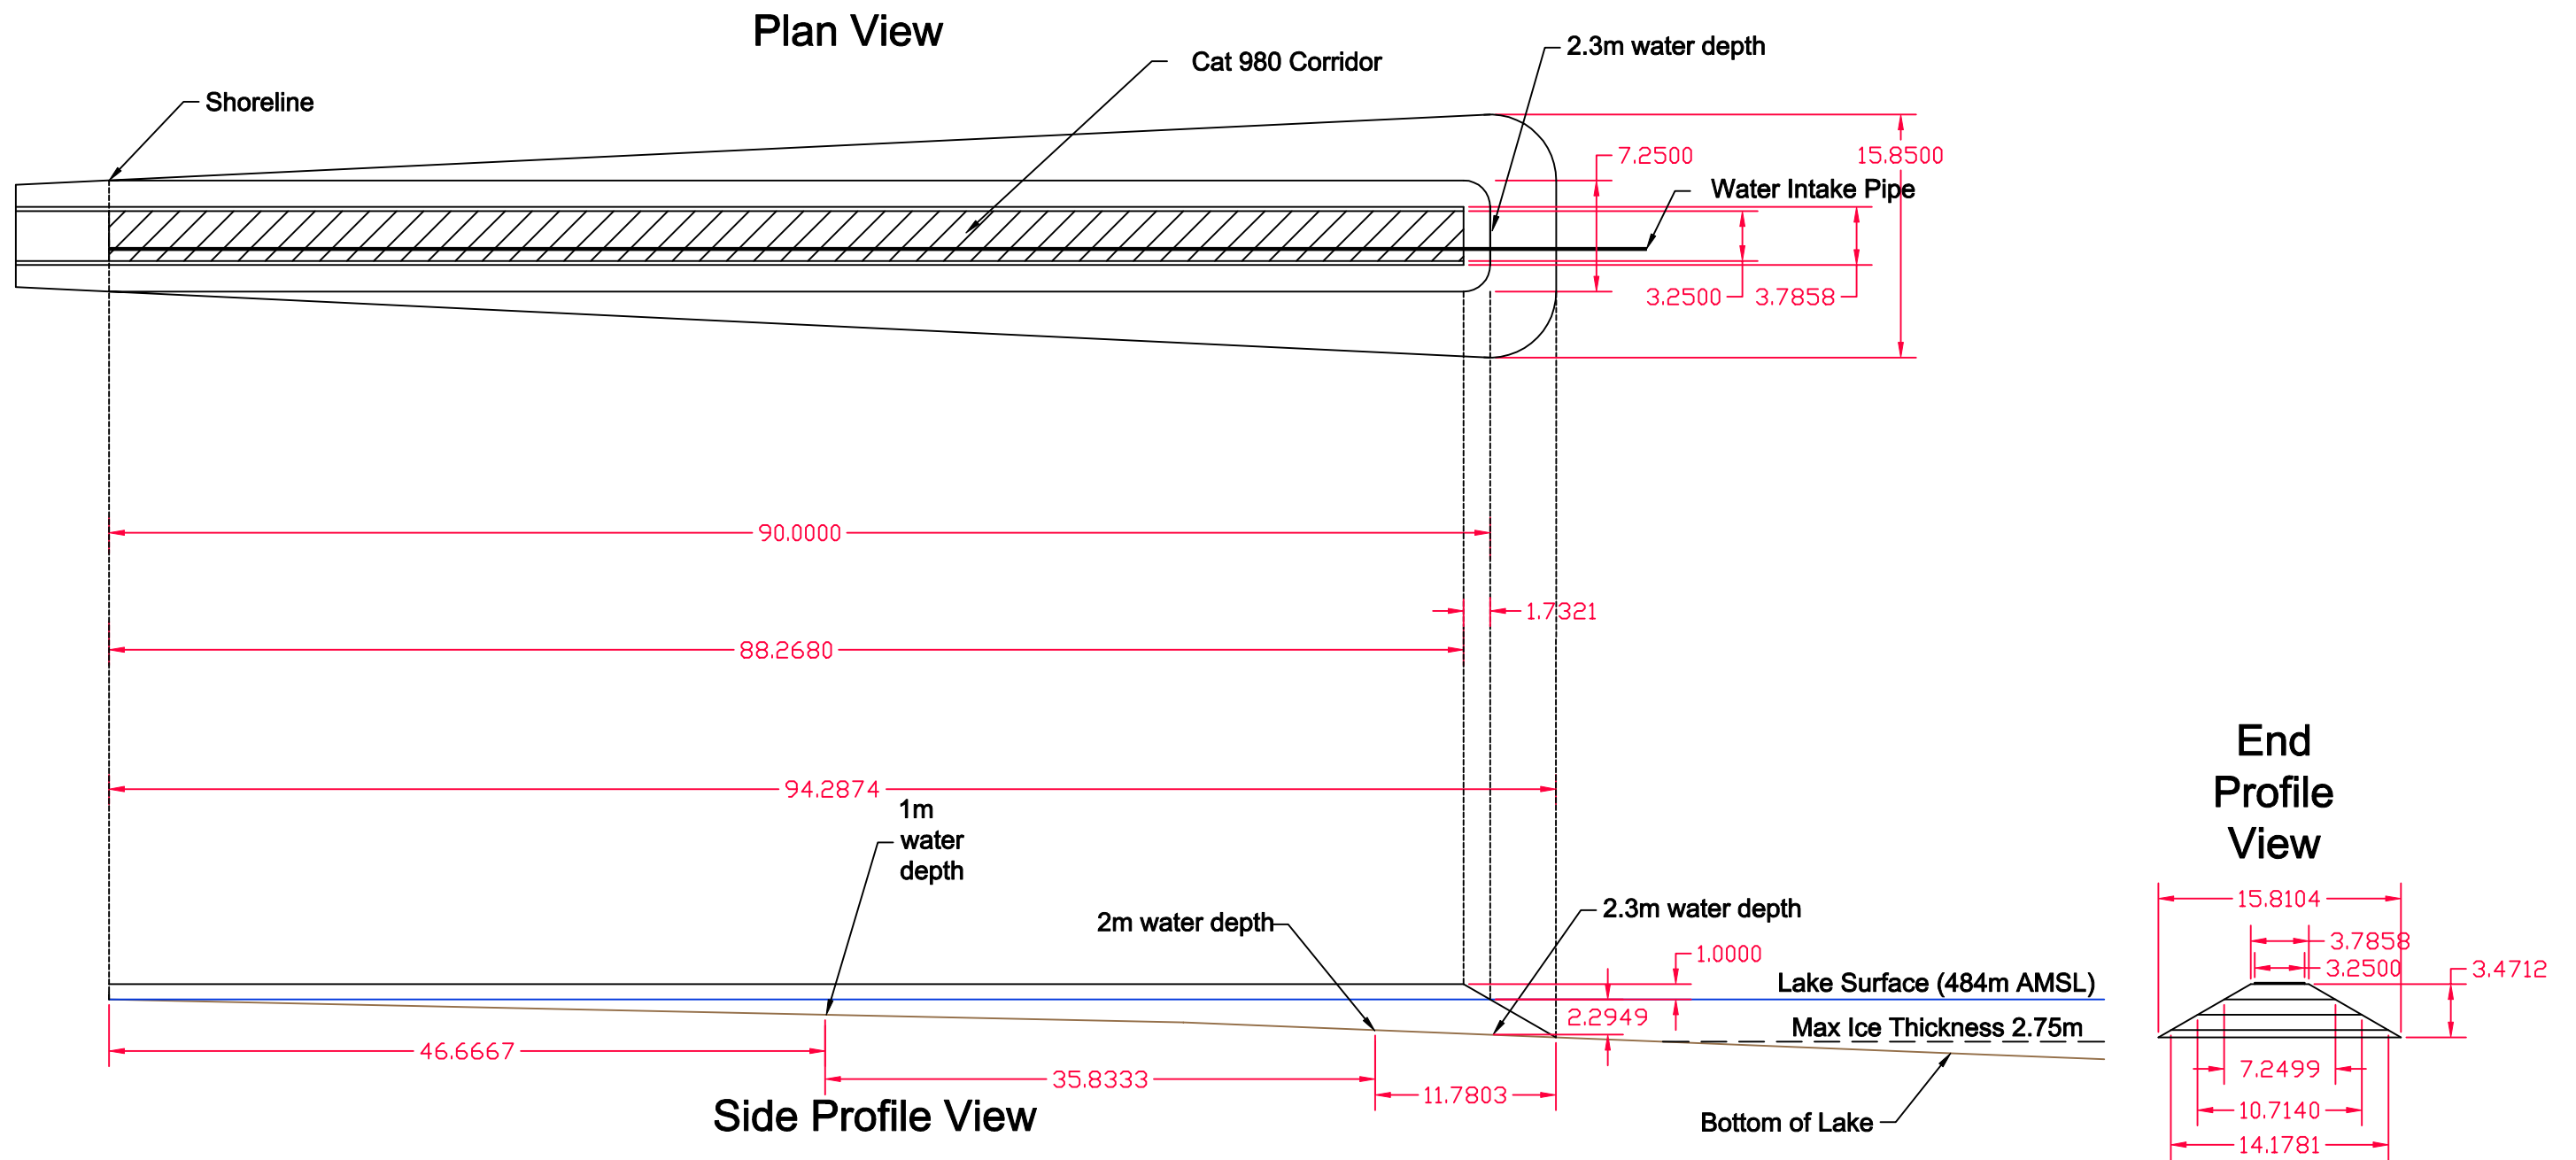 Plan View
2.3m water depth
Cat 980 Corridor
Shoreline
7.2500
15.8500
Water Intake Pipe
3.2500
3.7858
90.0000
1.7321
88.2680
94.2874
1m
water
depth
2m water depth
2.3m water depth
1.0000
Lake Surface (484m AMSL)
2.2949
Max Ice Thickness 2.75m
46.6667
35.8333
11.7803
Side Profile View
Bottom of Lake
End
Profile
View
15.8104
3.7858
3.2500
3.4712
7.2499
10.7140
14.1781